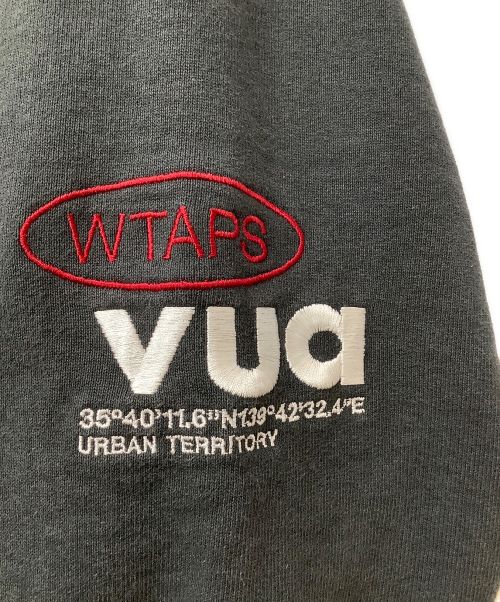 WTAPS
vua
35°40'11.6"N139°42'32.4"E
URBAN TERRITORY